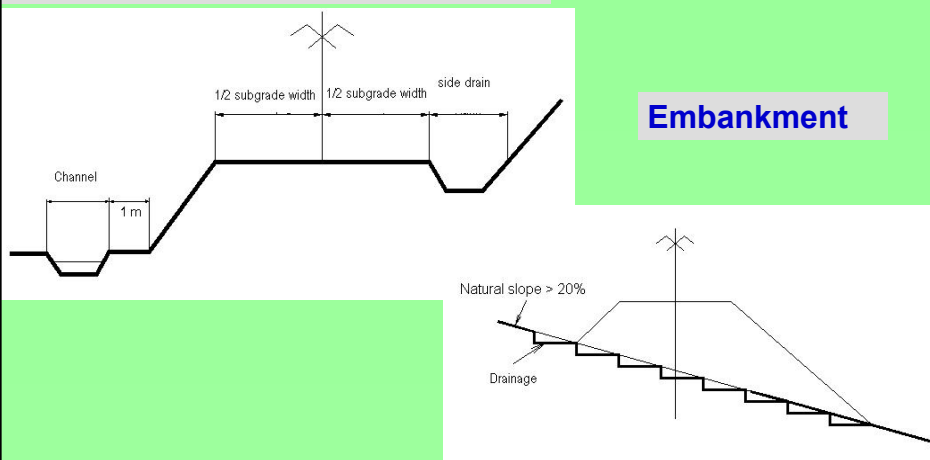 side drain
1/2 subgrade width 1/2 subgrade width
Embankment
Channel
1 m
Natural slope > 20%
Drainage